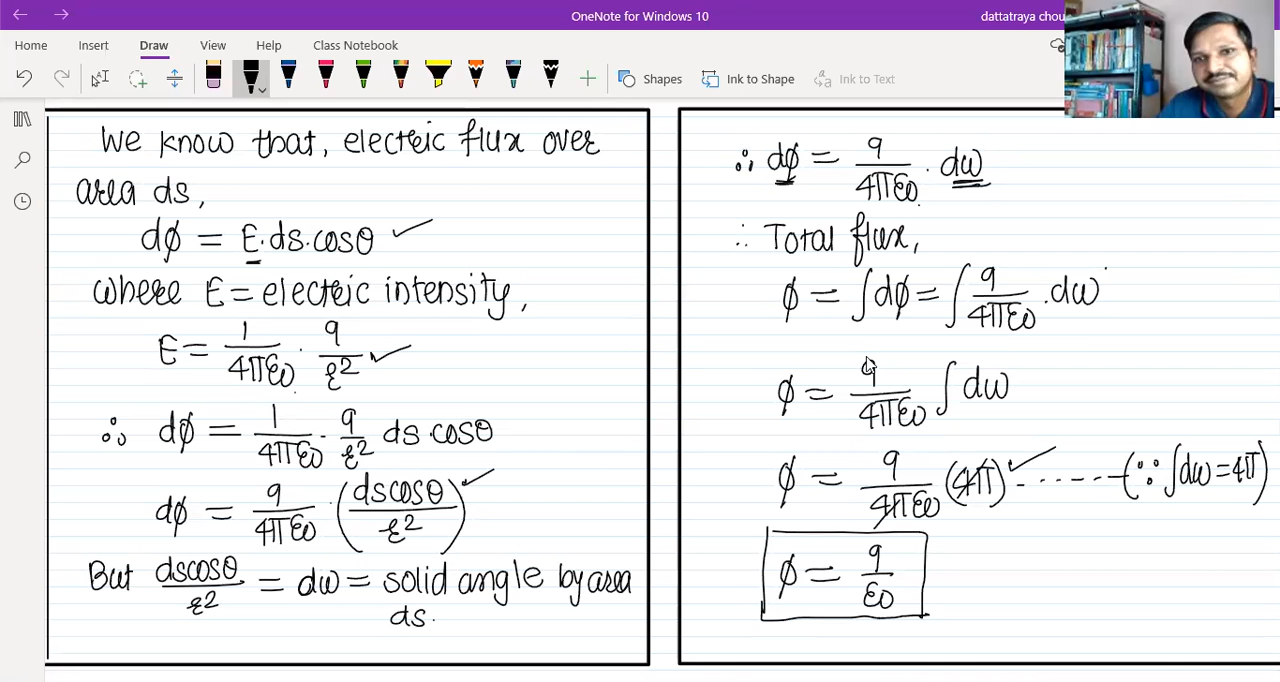 OneNote for Windows 10
dattatraya chou
Home Insert Draw View Help Class Notebook
Shapes Ink to Shape Ink to Text
We know that, electric flux over
area ds,
dφ = E·ds·cosθ ✓
where E = electric intensity,
E = 1/4πε0 · q/r2 ✓
∴ dφ = 1/4πε0 · q/r2 ds·cosθ
dφ = q/4πε0 · (dscosθ/r2) ✓
But dscosθ/r2 = dω = solid angle by area
ds.
∴ dφ = q/4πε0 · dω
∴ Total flux,
φ = ∫dφ = ∫ q/4πε0 · dω
φ = q/4πε0 ∫ dω
φ = q/4πε0 (4π) ✓ ------ (∵ ∫dω = 4π)
φ = q/ε0